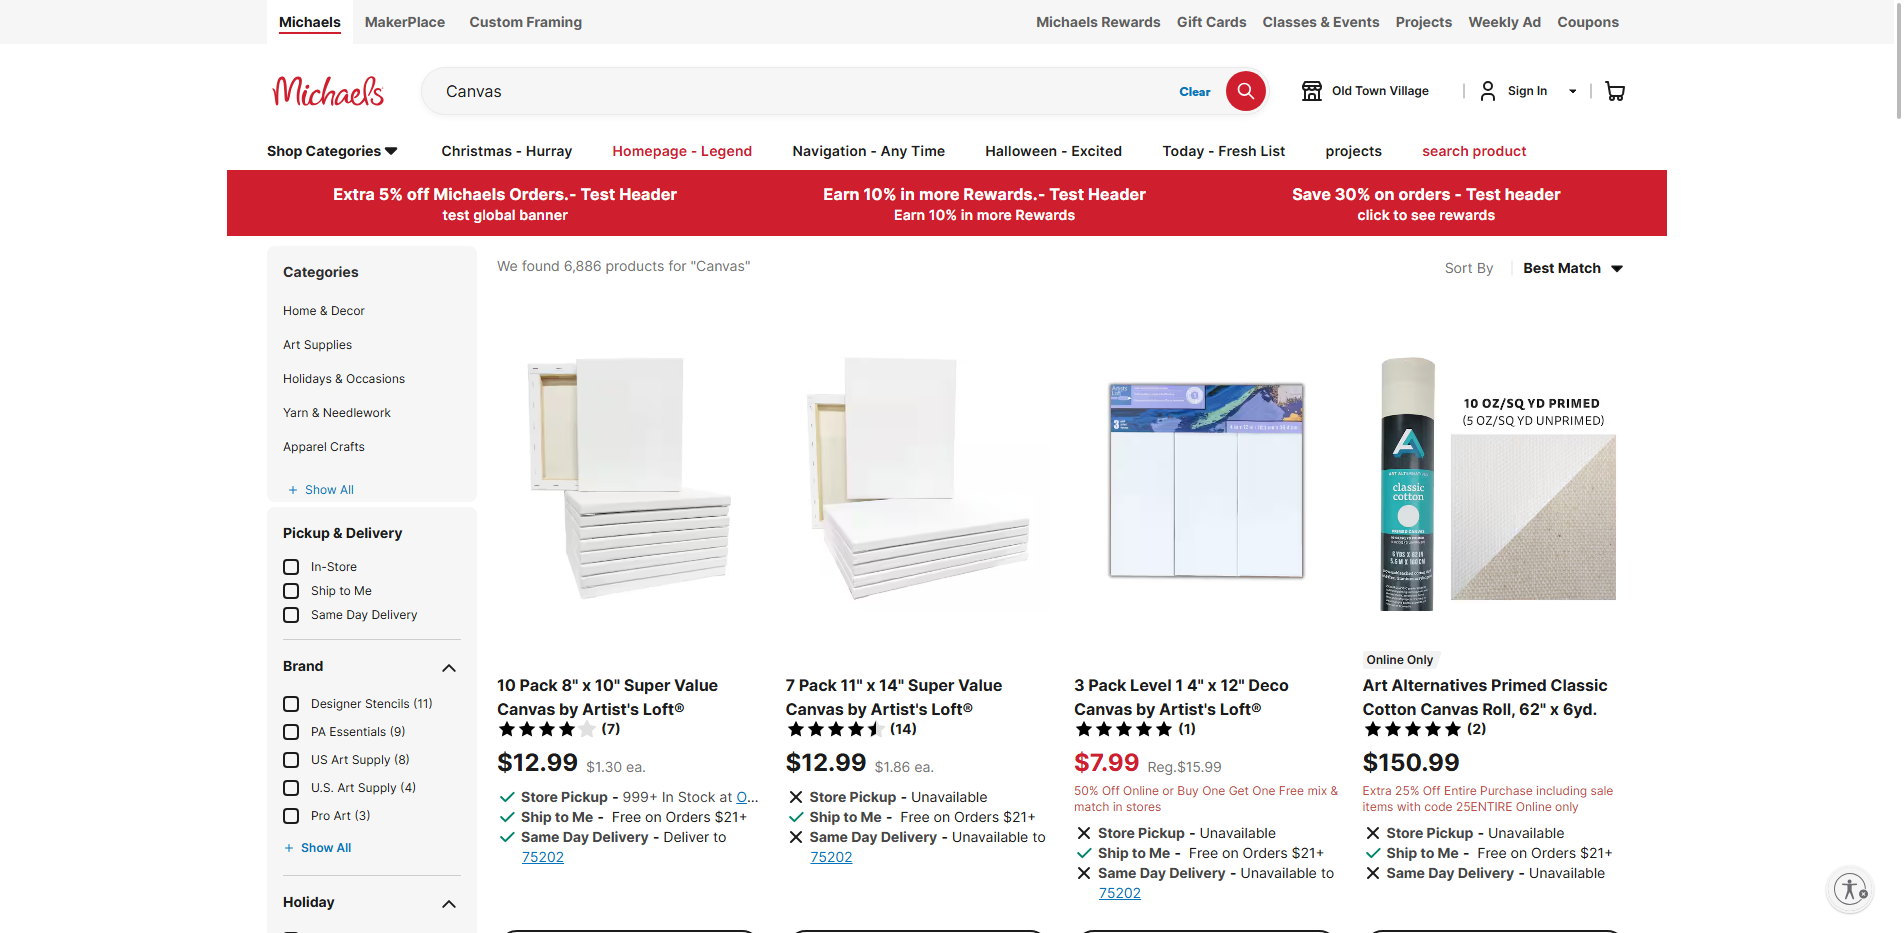 Michaels
MakerPlace
Custom Framing
Michaels Rewards
Gift Cards
Classes & Events
Projects
Weekly Ad
Coupons
Michaels
Canvas
Clear
Old Town Village
Sign In
Shop Categories
Christmas - Hurray
Homepage - Legend
Navigation - Any Time
Halloween - Excited
Today - Fresh List
projects
search product
Extra 5% off Michaels Orders.- Test Header
test global banner
Earn 10% in more Rewards.- Test Header
Earn 10% in more Rewards
Save 30% on orders - Test header
click to see rewards
Categories
Home & Decor
Art Supplies
Holidays & Occasions
Yarn & Needlework
Apparel Crafts
+ Show All
Pickup & Delivery
In-Store
Ship to Me
Same Day Delivery
Brand
Designer Stencils (11)
PA Essentials (9)
US Art Supply (8)
U.S. Art Supply (4)
Pro Art (3)
+ Show All
Holiday
We found 6,886 products for "Canvas"
Sort By
Best Match
10 Pack 8" x 10" Super Value
Canvas by Artist's Loft®
(7)
$12.99 $1.30 ea.
Store Pickup - 999+ In Stock at O...
Ship to Me - Free on Orders $21+
Same Day Delivery - Deliver to
75202
7 Pack 11" x 14" Super Value
Canvas by Artist's Loft®
(14)
$12.99 $1.86 ea.
Store Pickup - Unavailable
Ship to Me - Free on Orders $21+
Same Day Delivery - Unavailable to
75202
3 Pack Level 1 4" x 12" Deco
Canvas by Artist's Loft®
(1)
$7.99 Reg.$15.99
50% Off Online or Buy One Get One Free mix &
match in stores
Store Pickup - Unavailable
Ship to Me - Free on Orders $21+
Same Day Delivery - Unavailable to
75202
10 OZ/SQ YD PRIMED
(5 OZ/SQ YD UNPRIMED)
classic
cotton
PRIMED CANVAS
6 YDS X 62 IN
Online Only
Art Alternatives Primed Classic
Cotton Canvas Roll, 62" x 6yd.
(2)
$150.99
Extra 25% Off Entire Purchase including sale
items with code 25ENTIRE Online only
Store Pickup - Unavailable
Ship to Me - Free on Orders $21+
Same Day Delivery - Unavailable